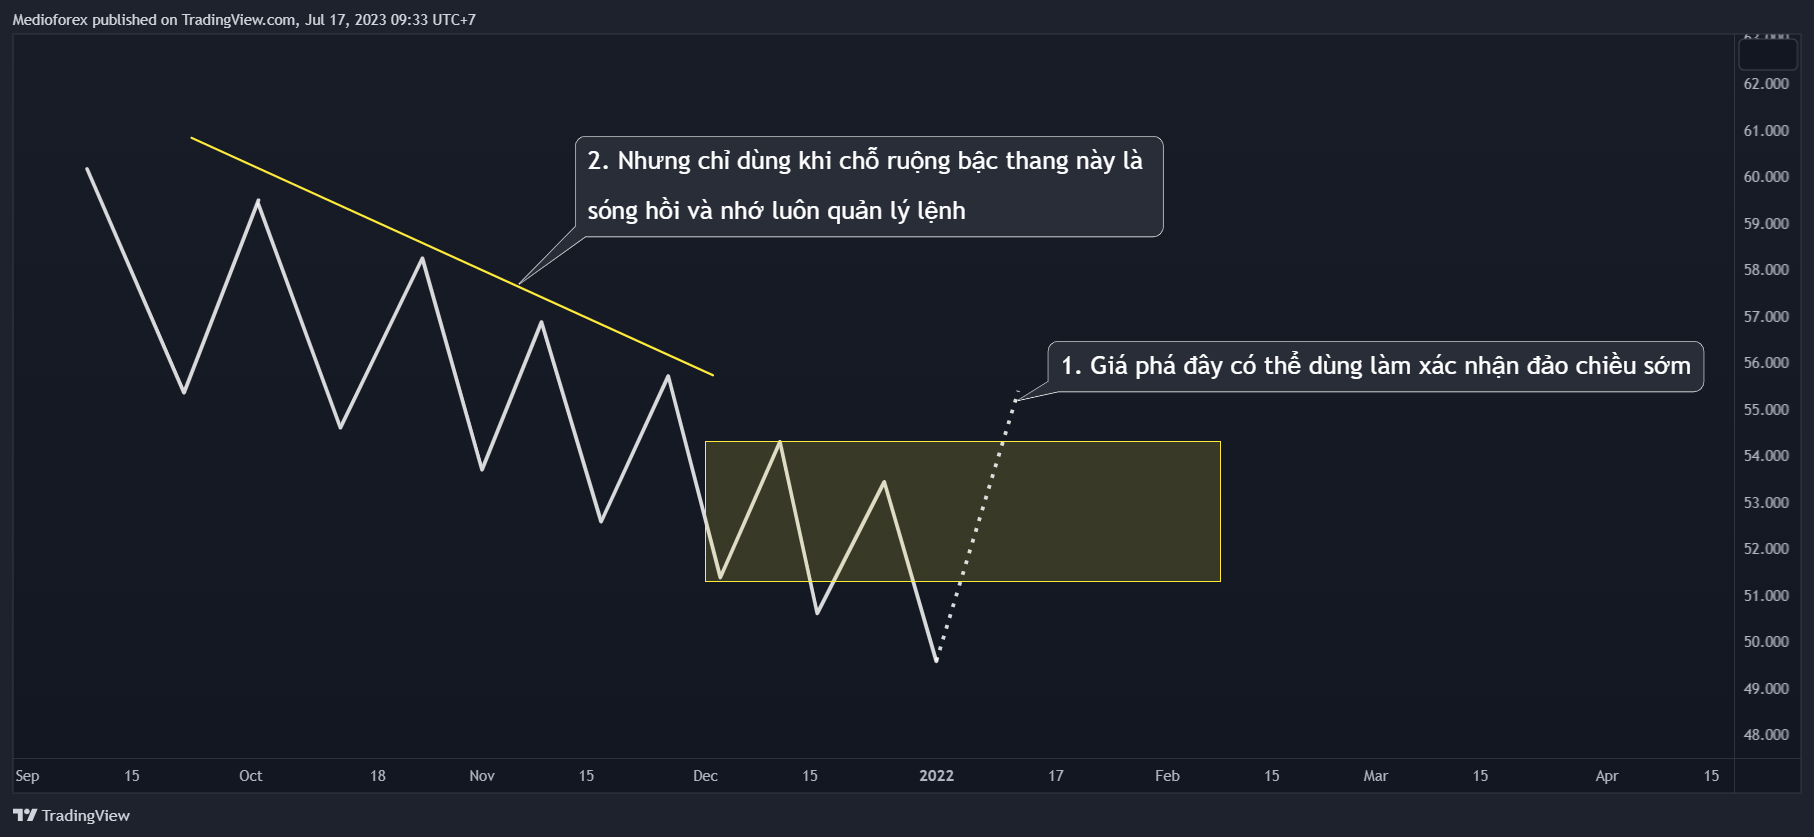 Medioforex published on TradingView.com, Jul 17, 2023 09:33 UTC+7
2. Nhưng chỉ dùng khi chỗ ruộng bậc thang này là
sóng hồi và nhớ luôn quản lý lệnh
1. Giá phá đây có thể dùng làm xác nhận đảo chiều sớm
63.000
62.000
61.000
60.000
59.000
58.000
57.000
56.000
55.000
54.000
53.000
52.000
51.000
50.000
49.000
48.000
Sep 15 Oct 18 Nov 15 Dec 15 2022 17 Feb 15 Mar 15 Apr 15
TradingView